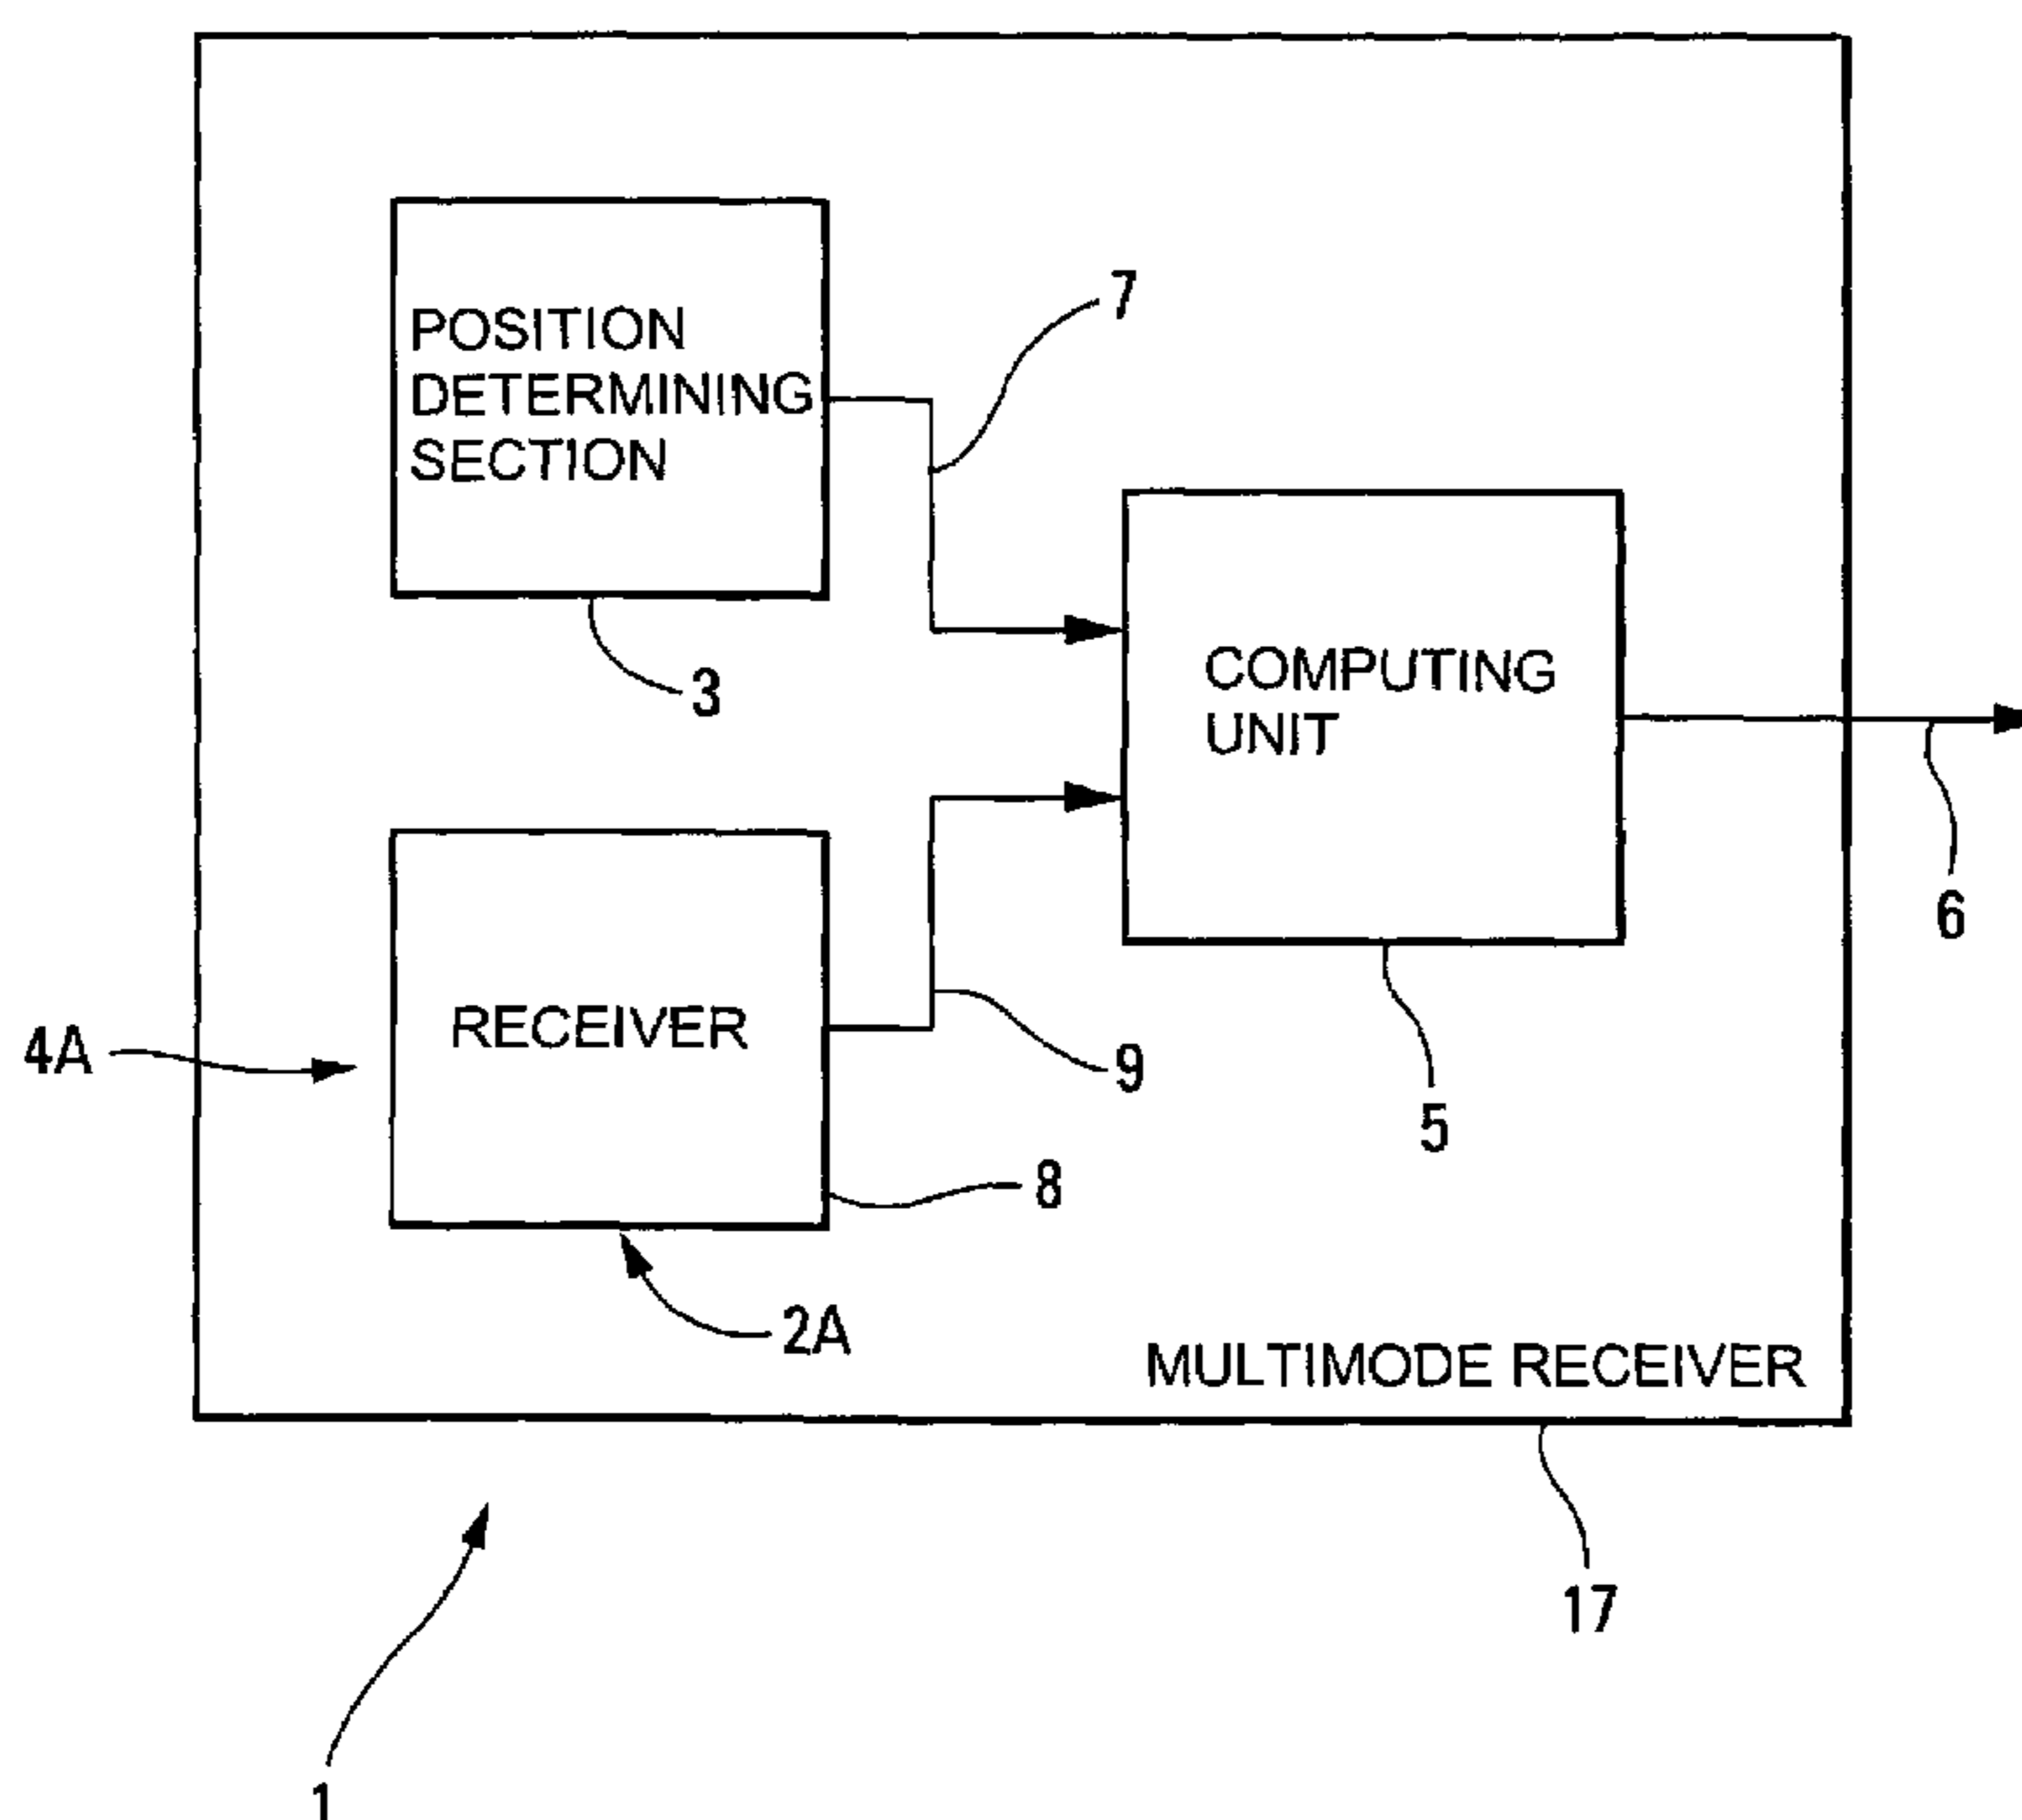 POSITION
DETERMINING
SECTION
7
3
COMPUTING
UNIT
6
RECEIVER
4A
9
5
8
2A
MULTIMODE RECEIVER
17
1